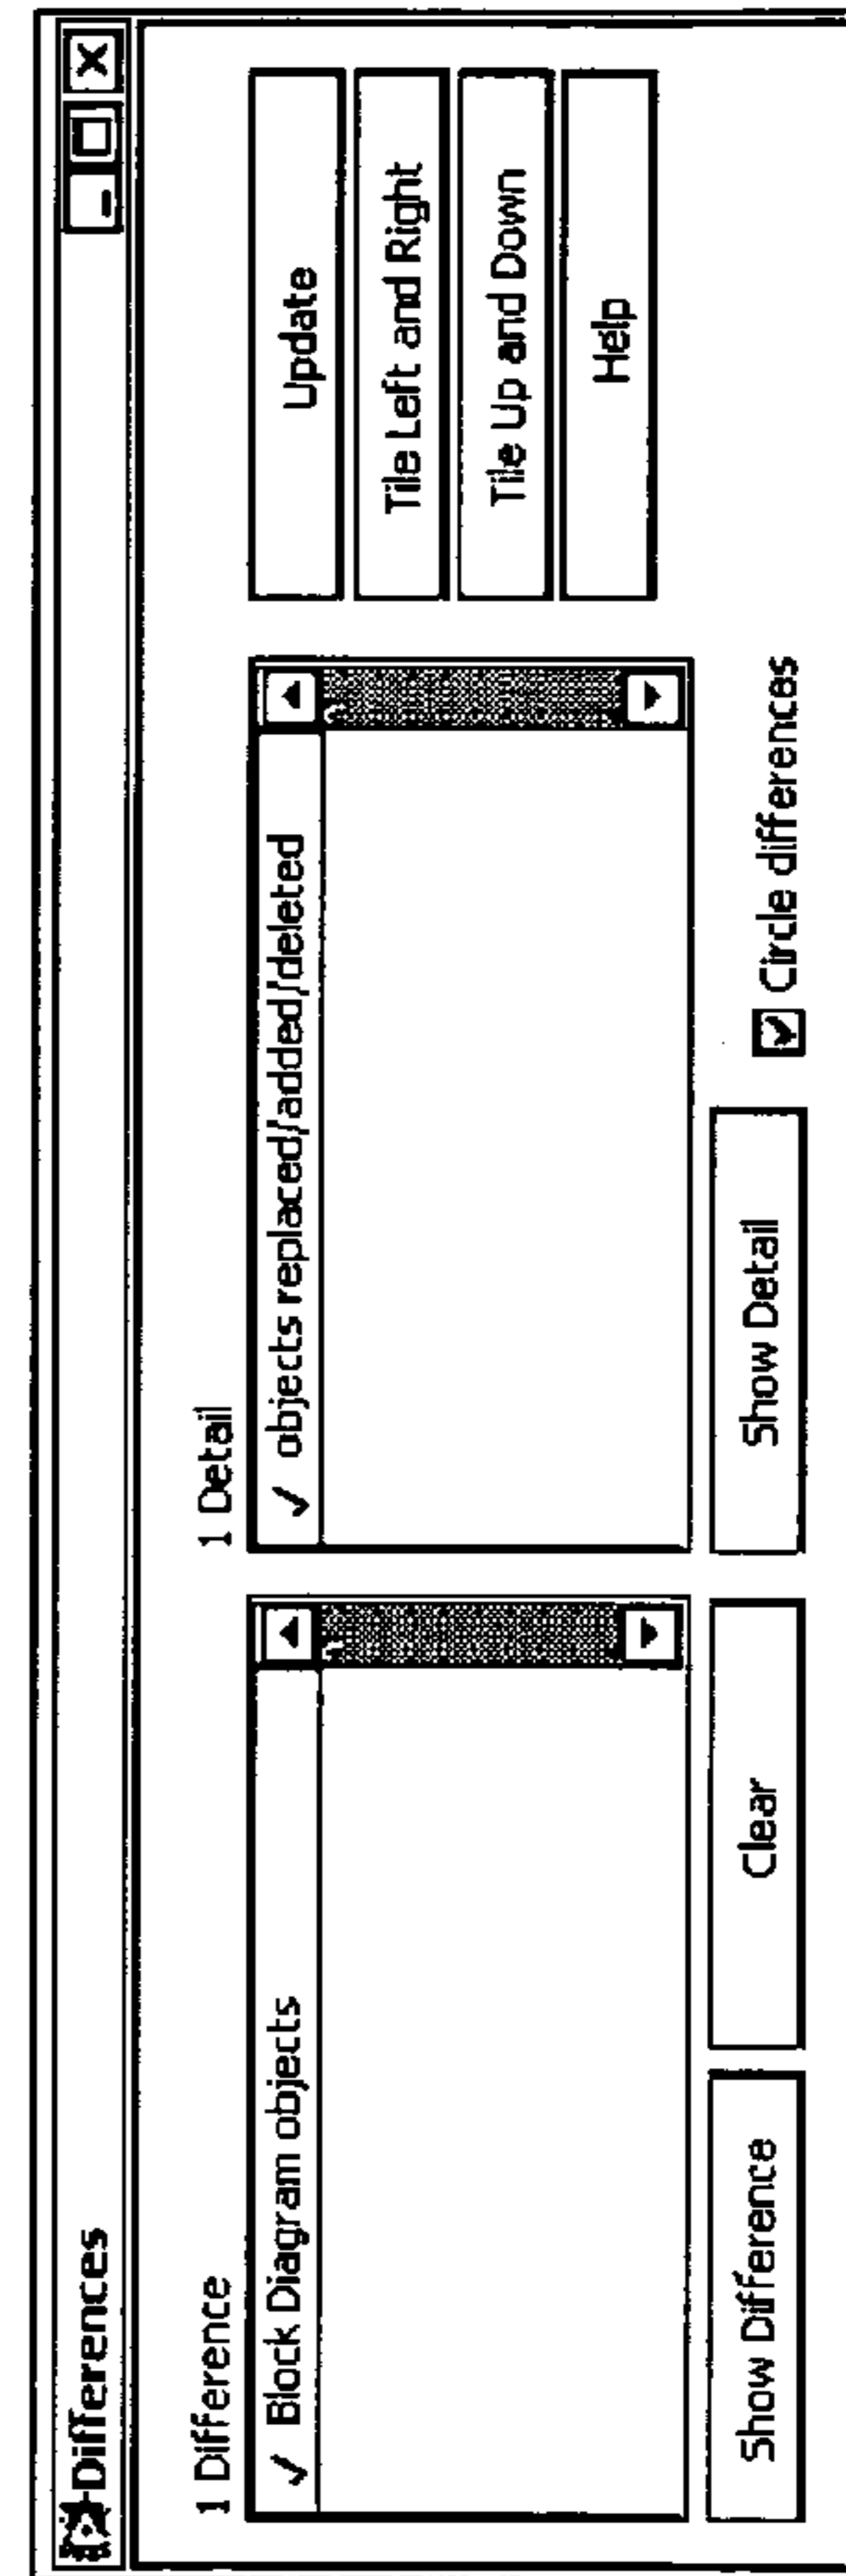 Differences
1 Difference
✓ Block Diagram objects
Show Difference
Clear
1 Detail
✓ objects replaced/added/deleted
Show Detail
Circle differences
Update
Tile Left and Right
Tile Up and Down
Help